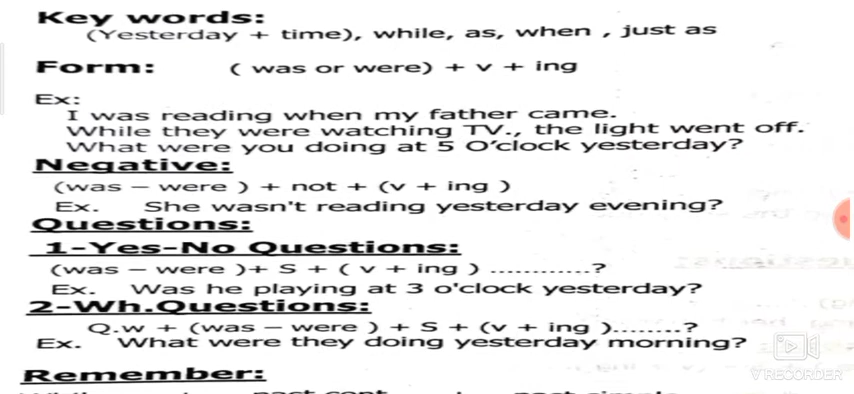 Key words:
(Yesterday + time), while, as, when , just as
Form: ( was or were) + v + ing
Ex:
I was reading when my father came.
While they were watching TV., the light went off.
What were you doing at 5 O'clock yesterday?
Negative:
(was – were ) + not + (v + ing )
Ex. She wasn't reading yesterday evening?
Questions:
1-Yes-No Questions:
(was – were )+ S + ( v + ing ) ............?
Ex. Was he playing at 3 o'clock yesterday?
2-Wh.Questions:
Q.w + (was – were ) + S + (v + ing )........?
Ex. What were they doing yesterday morning?
Remember:
past cont past simple
VRECORDER